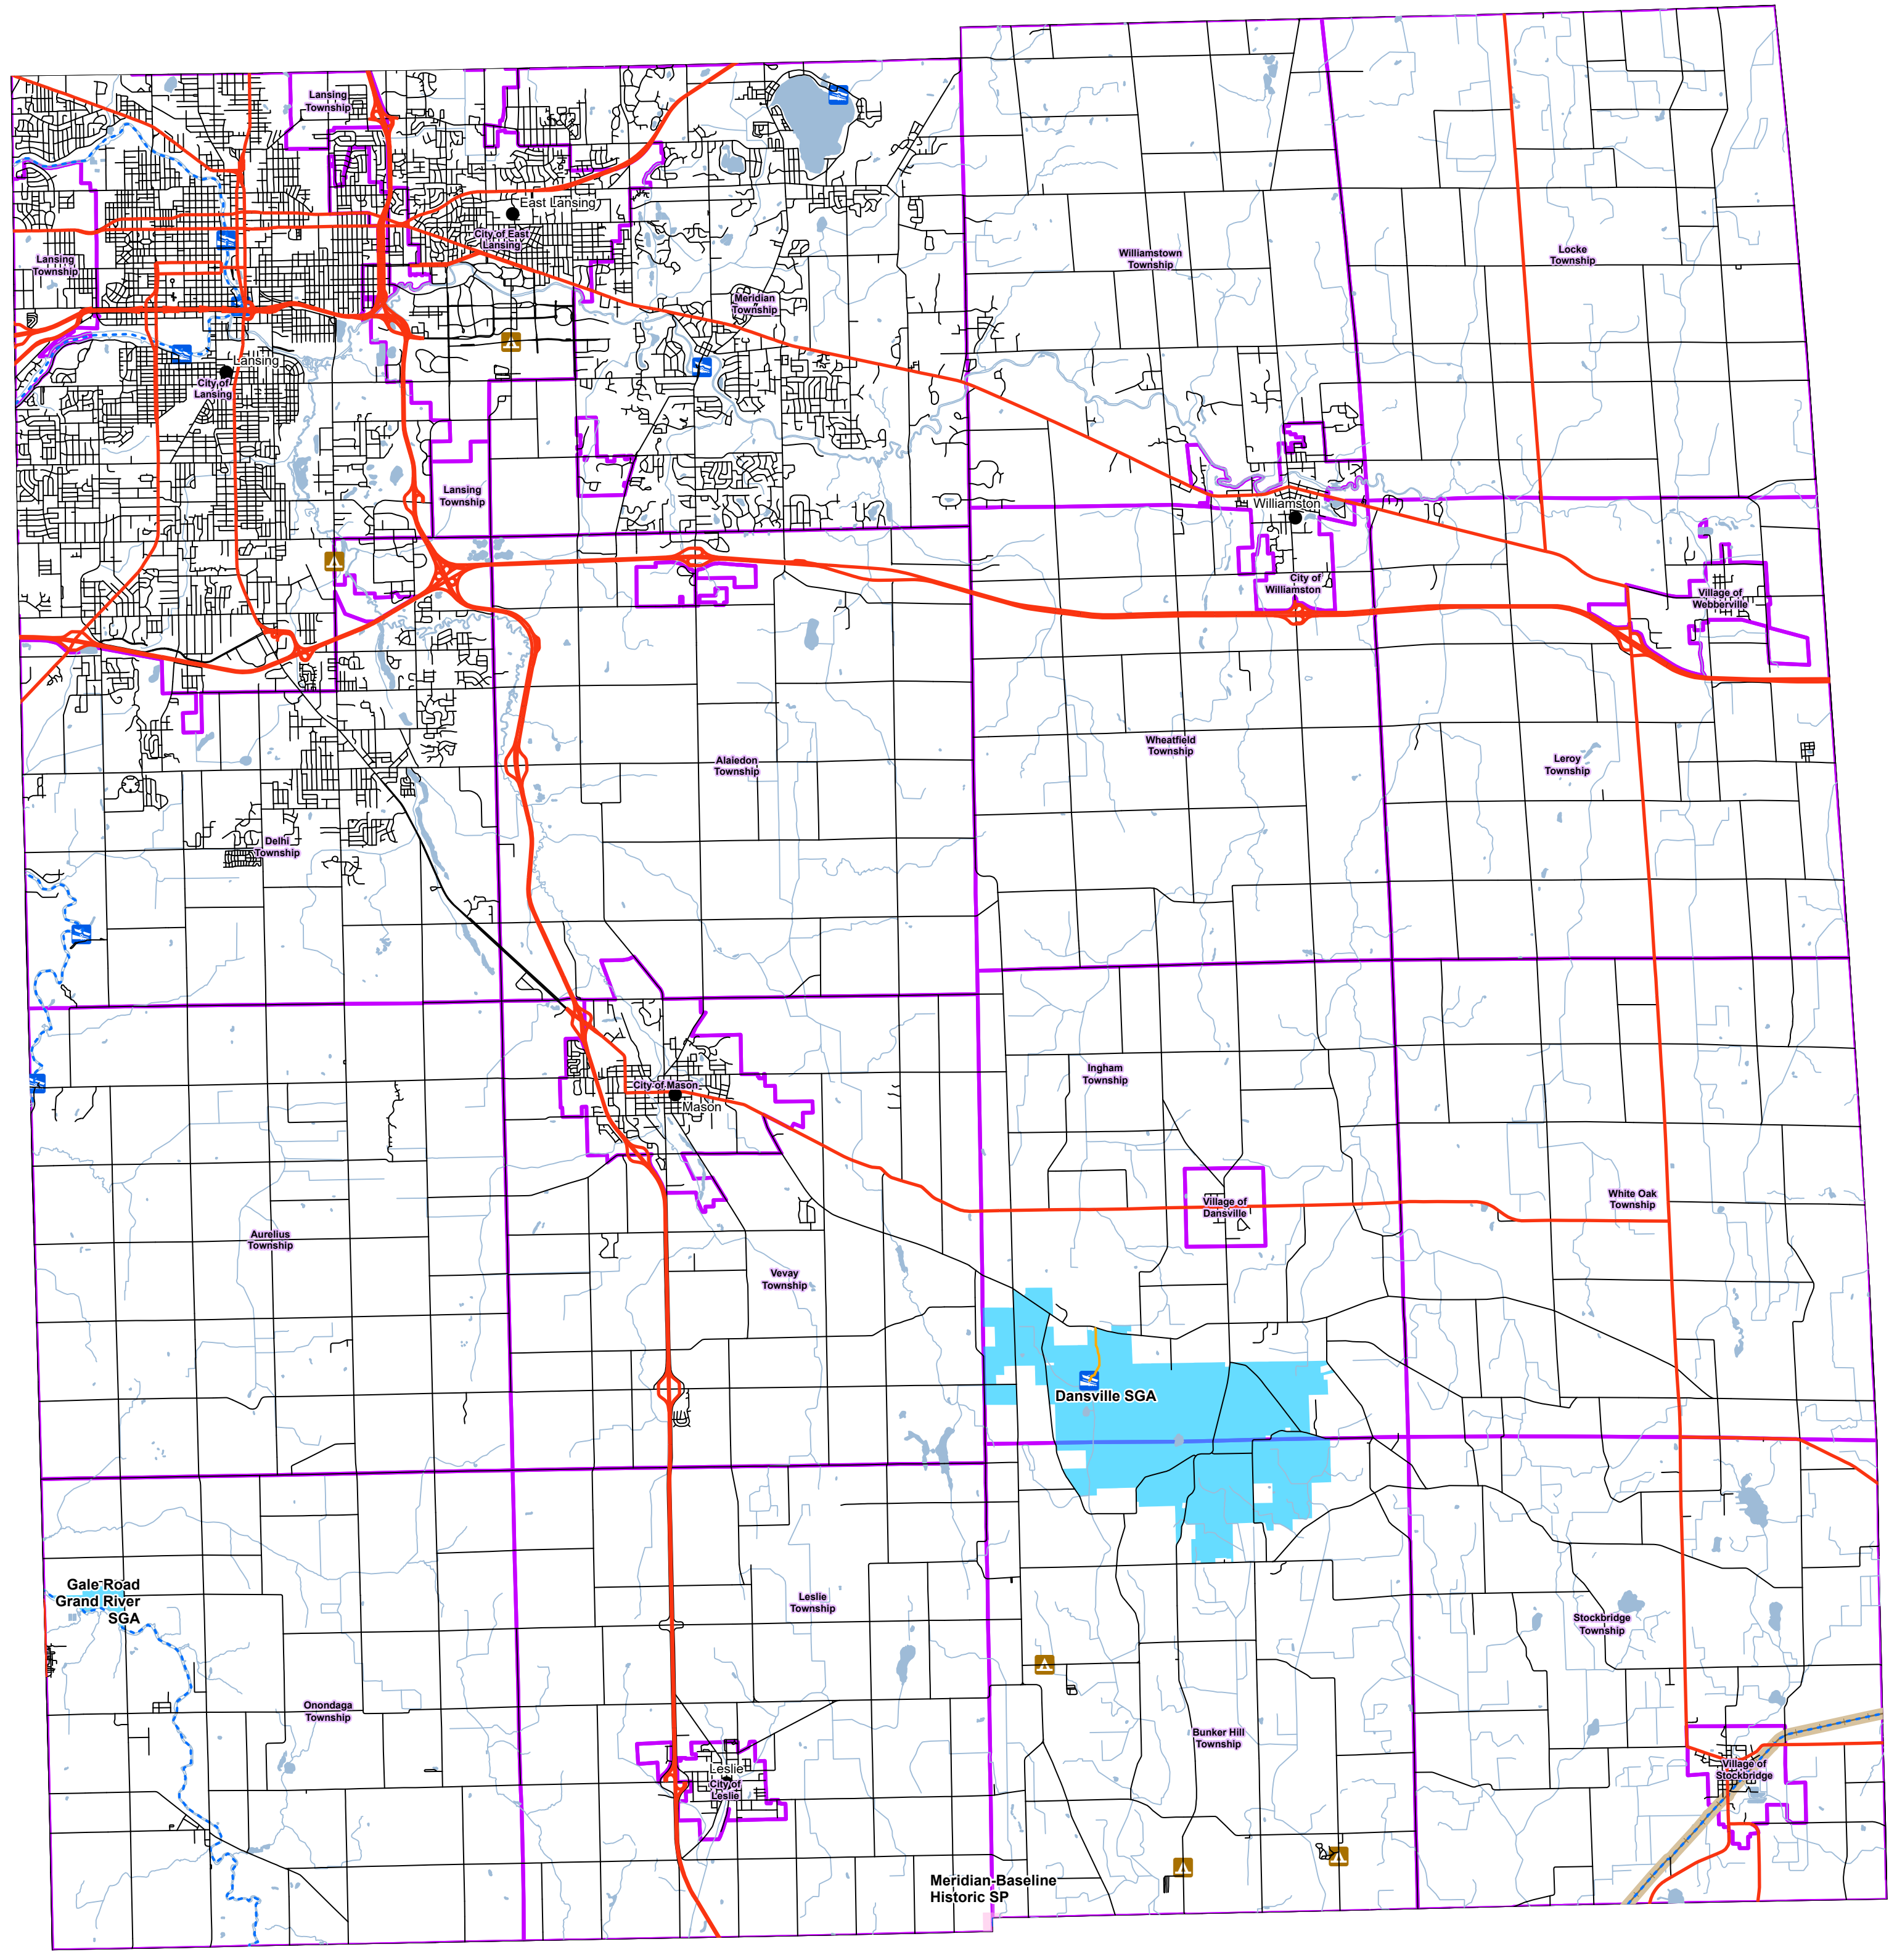 Lansing
Township
East Lansing
City of East
Lansing
Lansing
Township
Williamstown
Township
Locke
Township
Meridian
Township
Lansing
City of
Lansing
Lansing
Township
Williamston
City of
Williamston
Village of
Webberville
Alaiedon
Township
Wheatfield
Township
Leroy
Township
Delhi
Township
Ingham
Township
City of Mason
Mason
Village of
Dansville
White Oak
Township
Aurelius
Township
Vevay
Township
Dansville SGA
Gale Road
Grand River
SGA
Leslie
Township
Stockbridge
Township
Onondaga
Township
Bunker Hill
Township
Leslie
City of
Leslie
Village of
Stockbridge
Meridian-Baseline
Historic SP